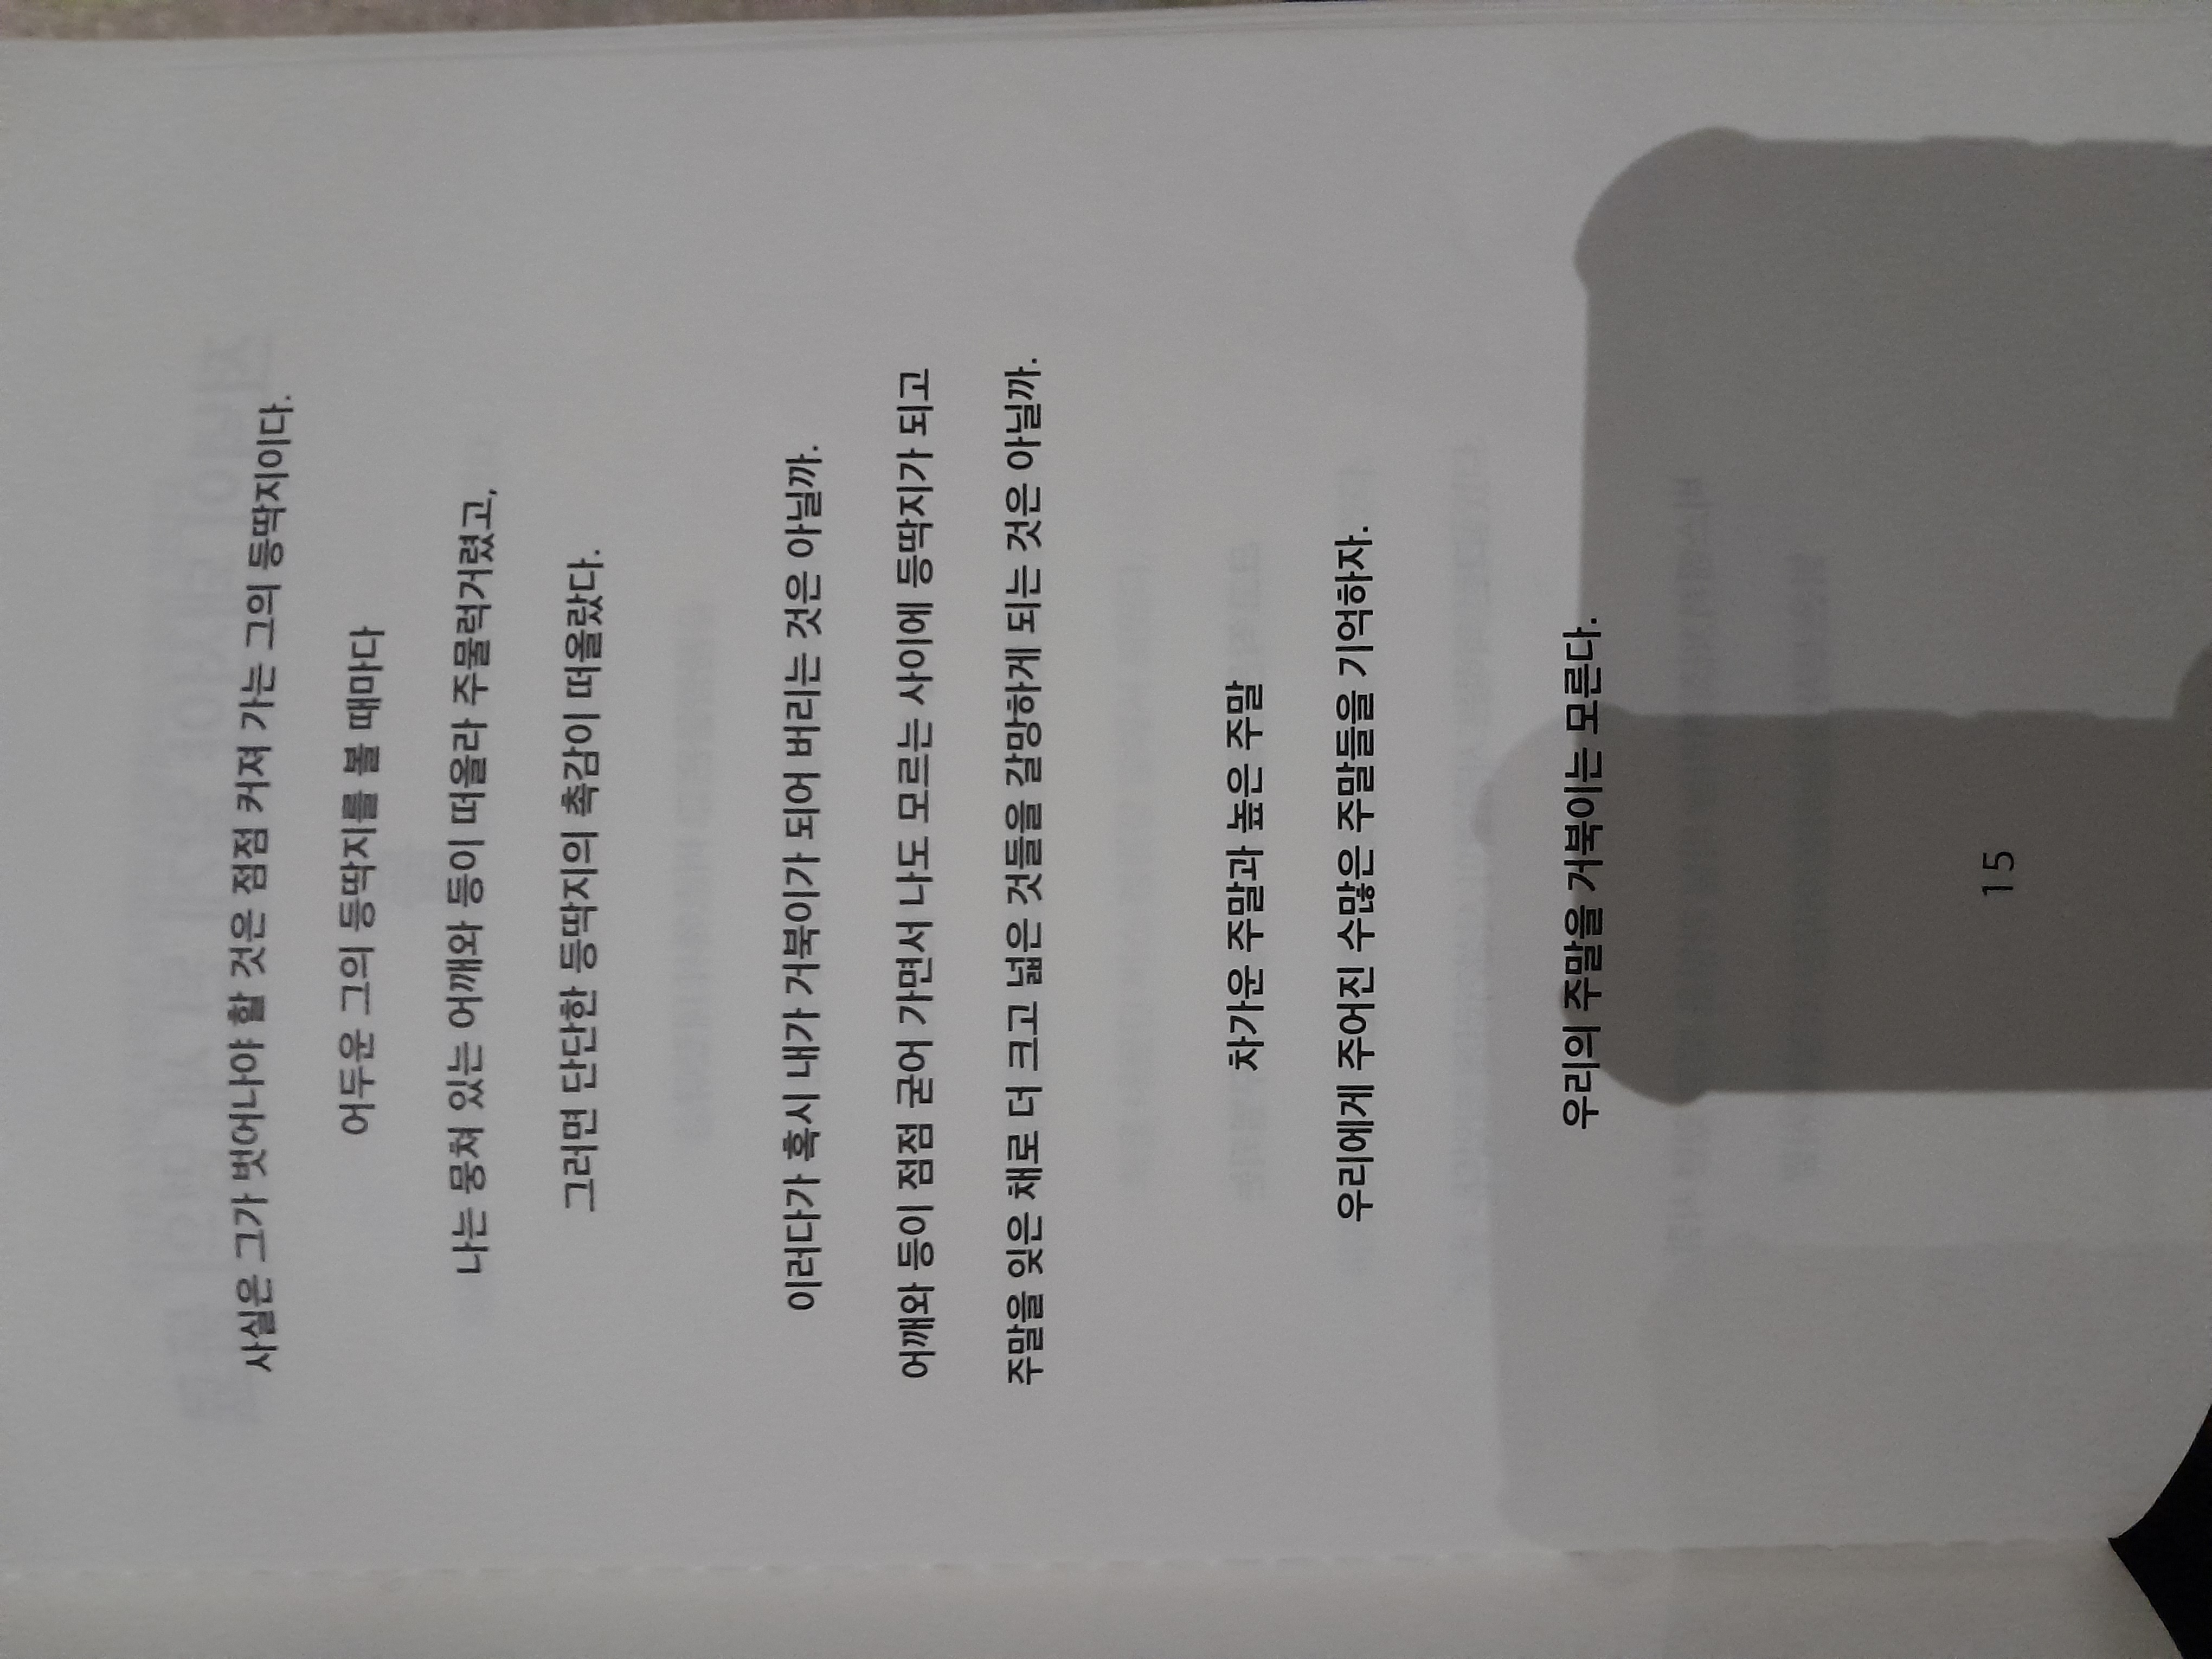 사실은 그가 벗어나야 할 것은 점점 커져 가는 그의 등딱지이다.
어두운 그의 등딱지를 볼 때마다
나는 뭉쳐 있는 어깨와 등이 떠올라 주물럭거렸고,
그러면 단단한 등딱지의 촉감이 떠올랐다.
이러다가 혹시 내가 거북이가 되어 버리는 것은 아닐까.
어깨와 등이 점점 굳어 가면서 나도 모르는 사이에 등딱지가 되고
주말을 잊은 채로 더 크고 넓은 것들을 갈망하게 되는 것은 아닐까.
차가운 주말과 높은 주말
우리에게 주어진 수많은 주말들을 기억하자.
우리의 주말을 거북이는 모른다.
15